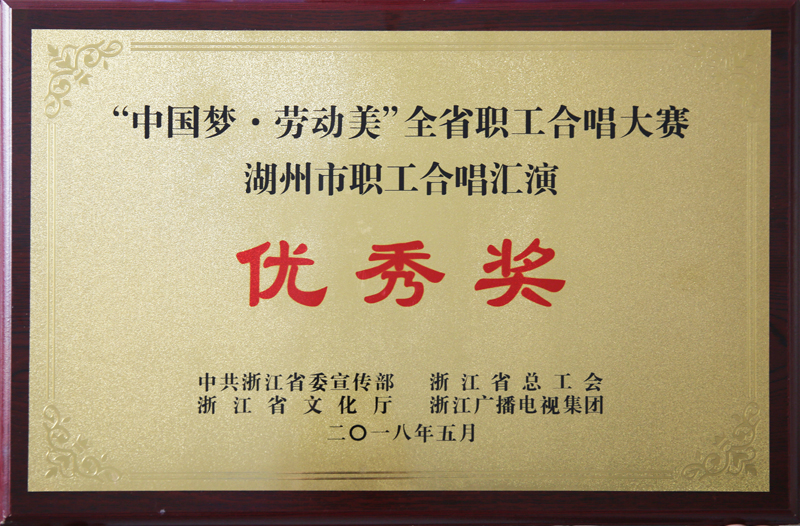 “中国梦·劳动美”全省职工合唱大赛
湖州市职工合唱汇演
优秀奖
中共浙江省委宣传部 浙江省总工会
浙江省文化厅 浙江广播电视集团
二〇一八年五月